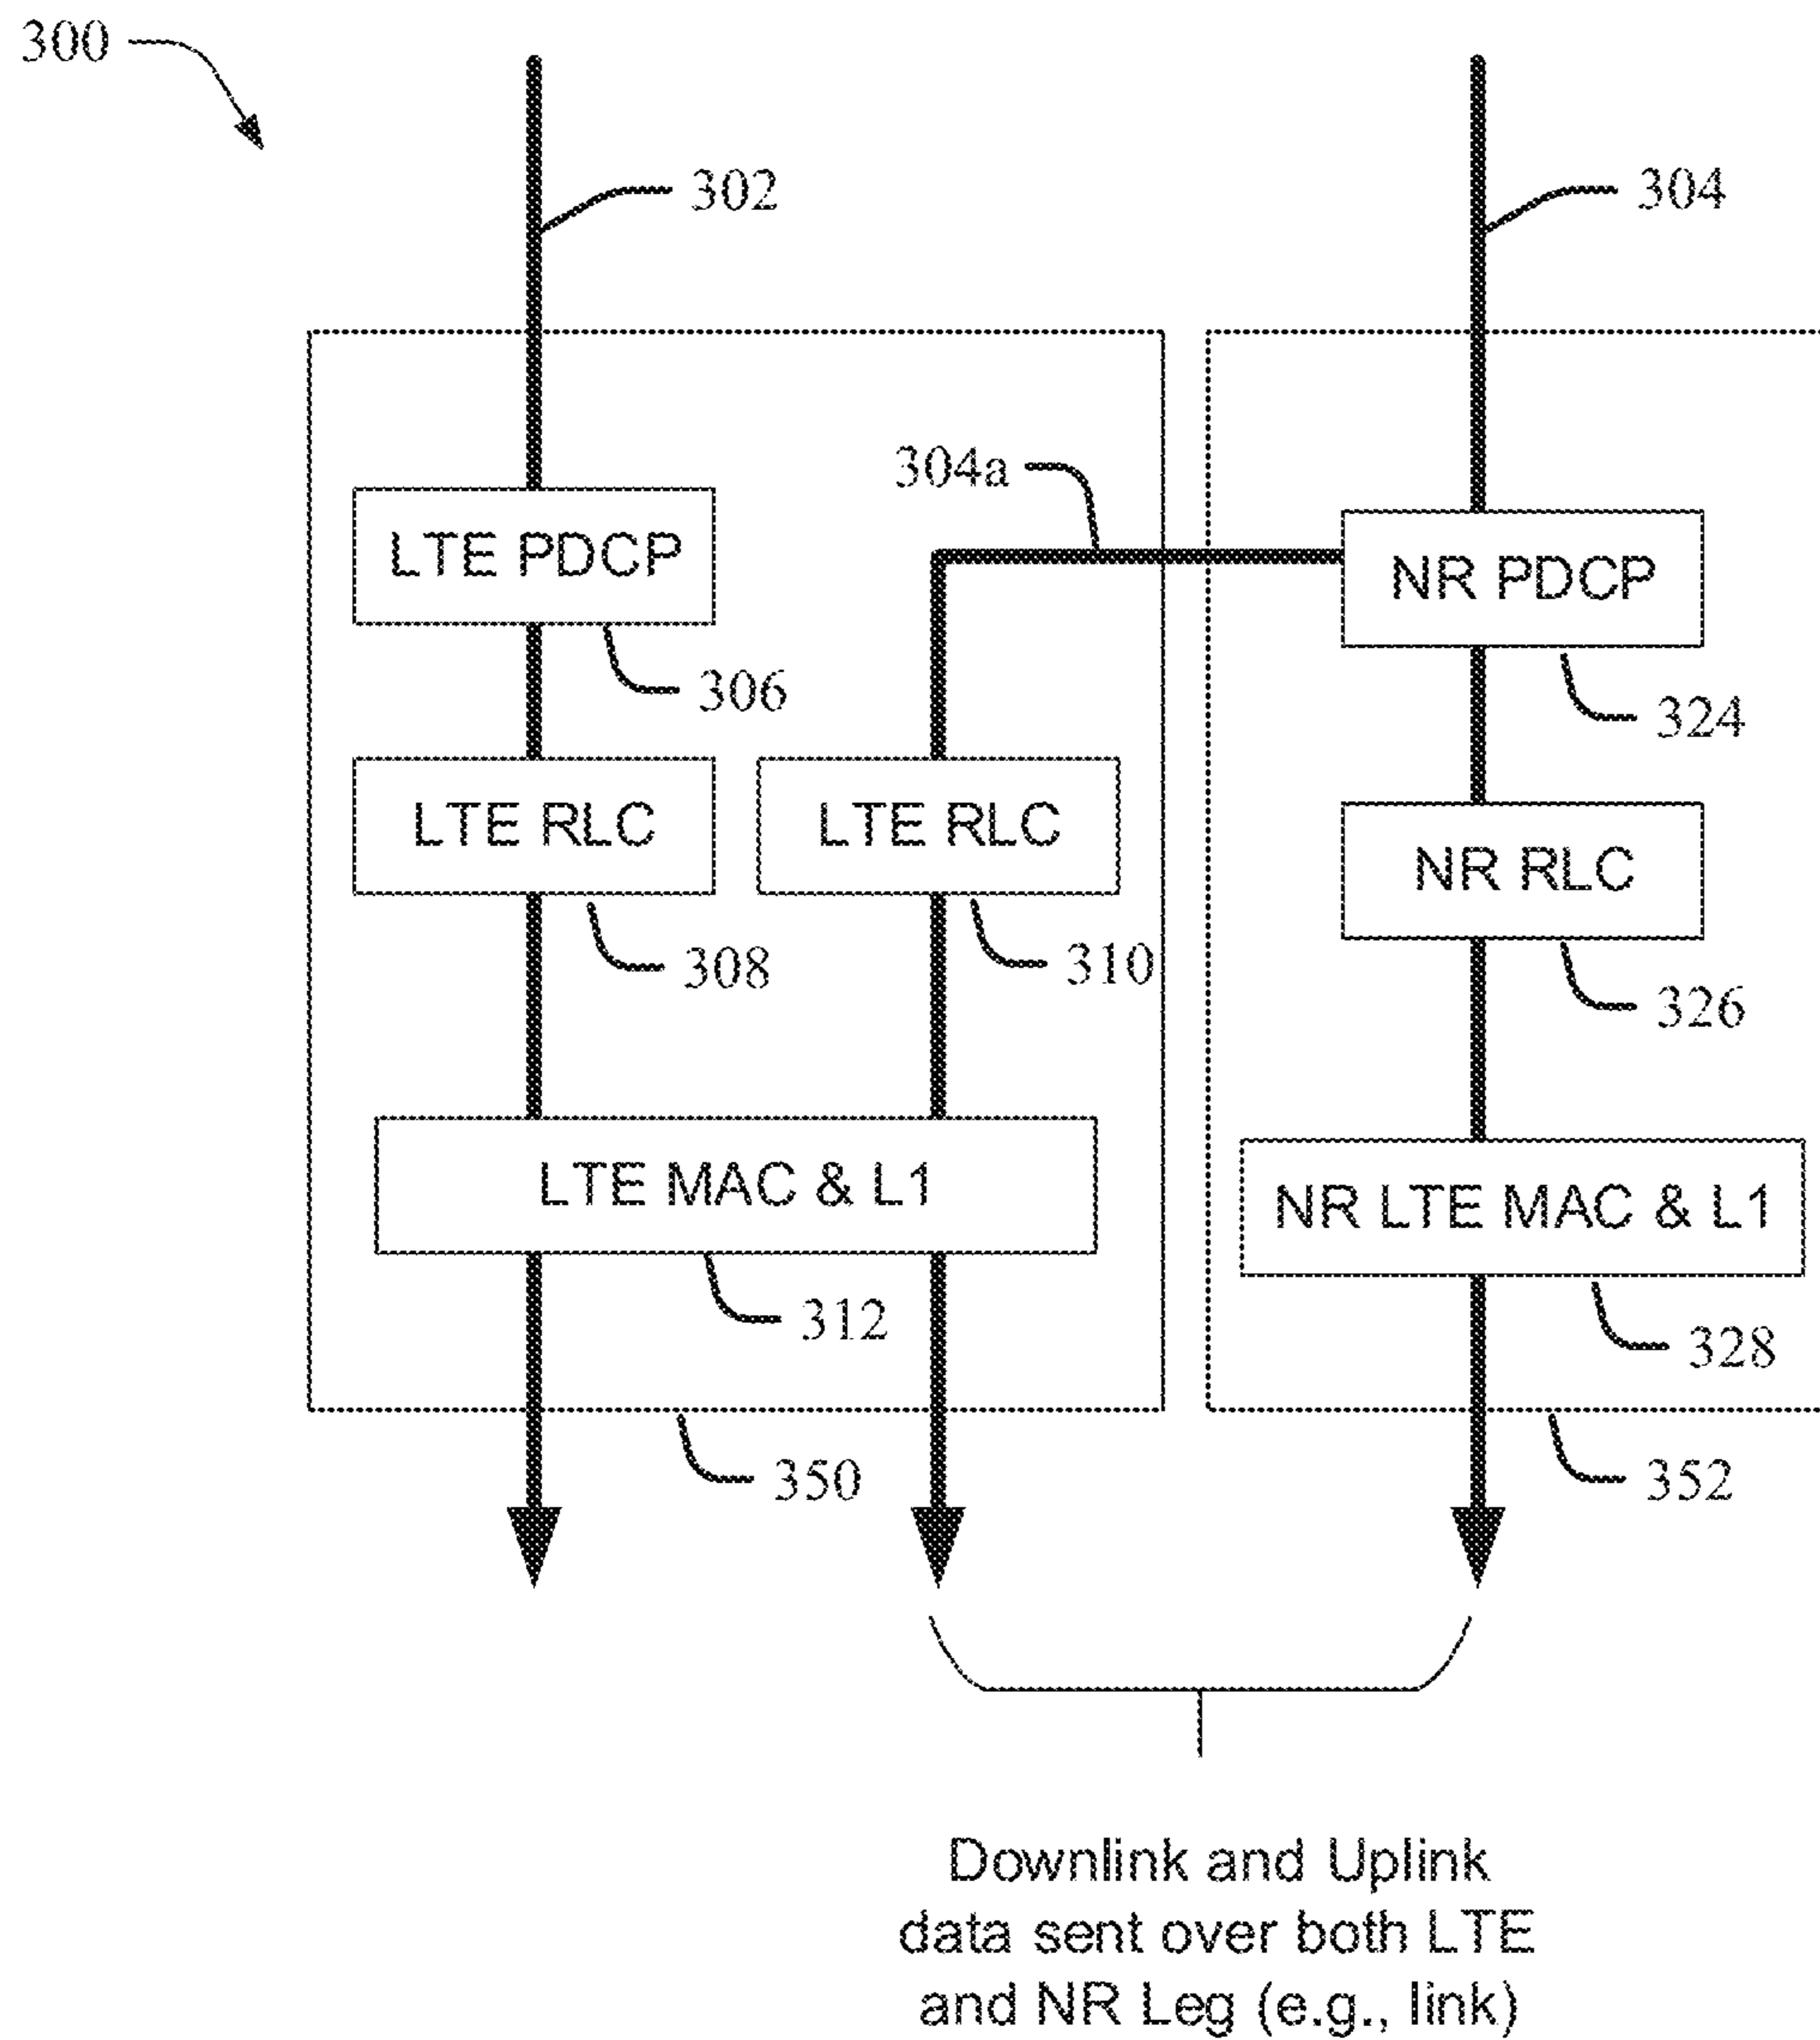 300
302
304
304a
LTE PDCP
NR PDCP
306
324
LTE RLC
LTE RLC
NR RLC
308
310
326
LTE MAC & L1
NR LTE MAC & L1
312
328
350
352
Downlink and Uplink
data sent over both LTE
and NR Leg (e.g., link)